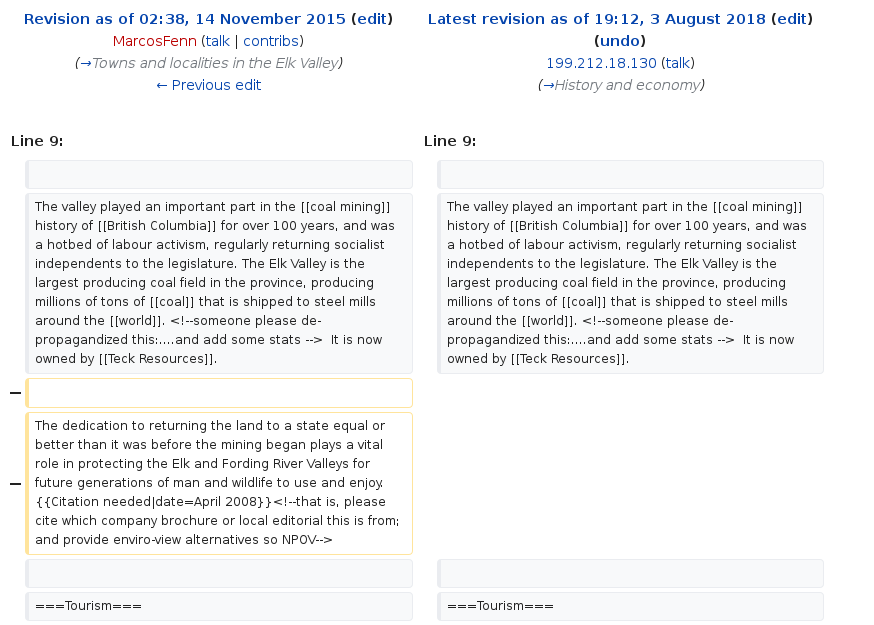 Revision as of 02:38, 14 November 2015 (edit)
MarcosFenn (talk | contribs)
(→Towns and localities in the Elk Valley)
← Previous edit
Latest revision as of 19:12, 3 August 2018 (edit)
(undo)
199.212.18.130 (talk)
(→History and economy)
Line 9:
Line 9:
The valley played an important part in the [[coal mining]]
history of [[British Columbia]] for over 100 years, and was
a hotbed of labour activism, regularly returning socialist
independents to the legislature. The Elk Valley is the
largest producing coal field in the province, producing
millions of tons of [[coal]] that is shipped to steel mills
around the [[world]]. <!--someone please de-
propagandized this:....and add some stats -->  It is now
owned by [[Teck Resources]].
The valley played an important part in the [[coal mining]]
history of [[British Columbia]] for over 100 years, and was
a hotbed of labour activism, regularly returning socialist
independents to the legislature. The Elk Valley is the
largest producing coal field in the province, producing
millions of tons of [[coal]] that is shipped to steel mills
around the [[world]]. <!--someone please de-
propagandized this:....and add some stats -->  It is now
owned by [[Teck Resources]].
−
−
The dedication to returning the land to a state equal or
better than it was before the mining began plays a vital
role in protecting the Elk and Fording River Valleys for
future generations of man and wildlife to use and enjoy.
{{Citation needed|date=April 2008}}<!--that is, please
cite which company brochure or local editorial this is from;
and provide enviro-view alternatives so NPOV-->
===Tourism===
===Tourism===